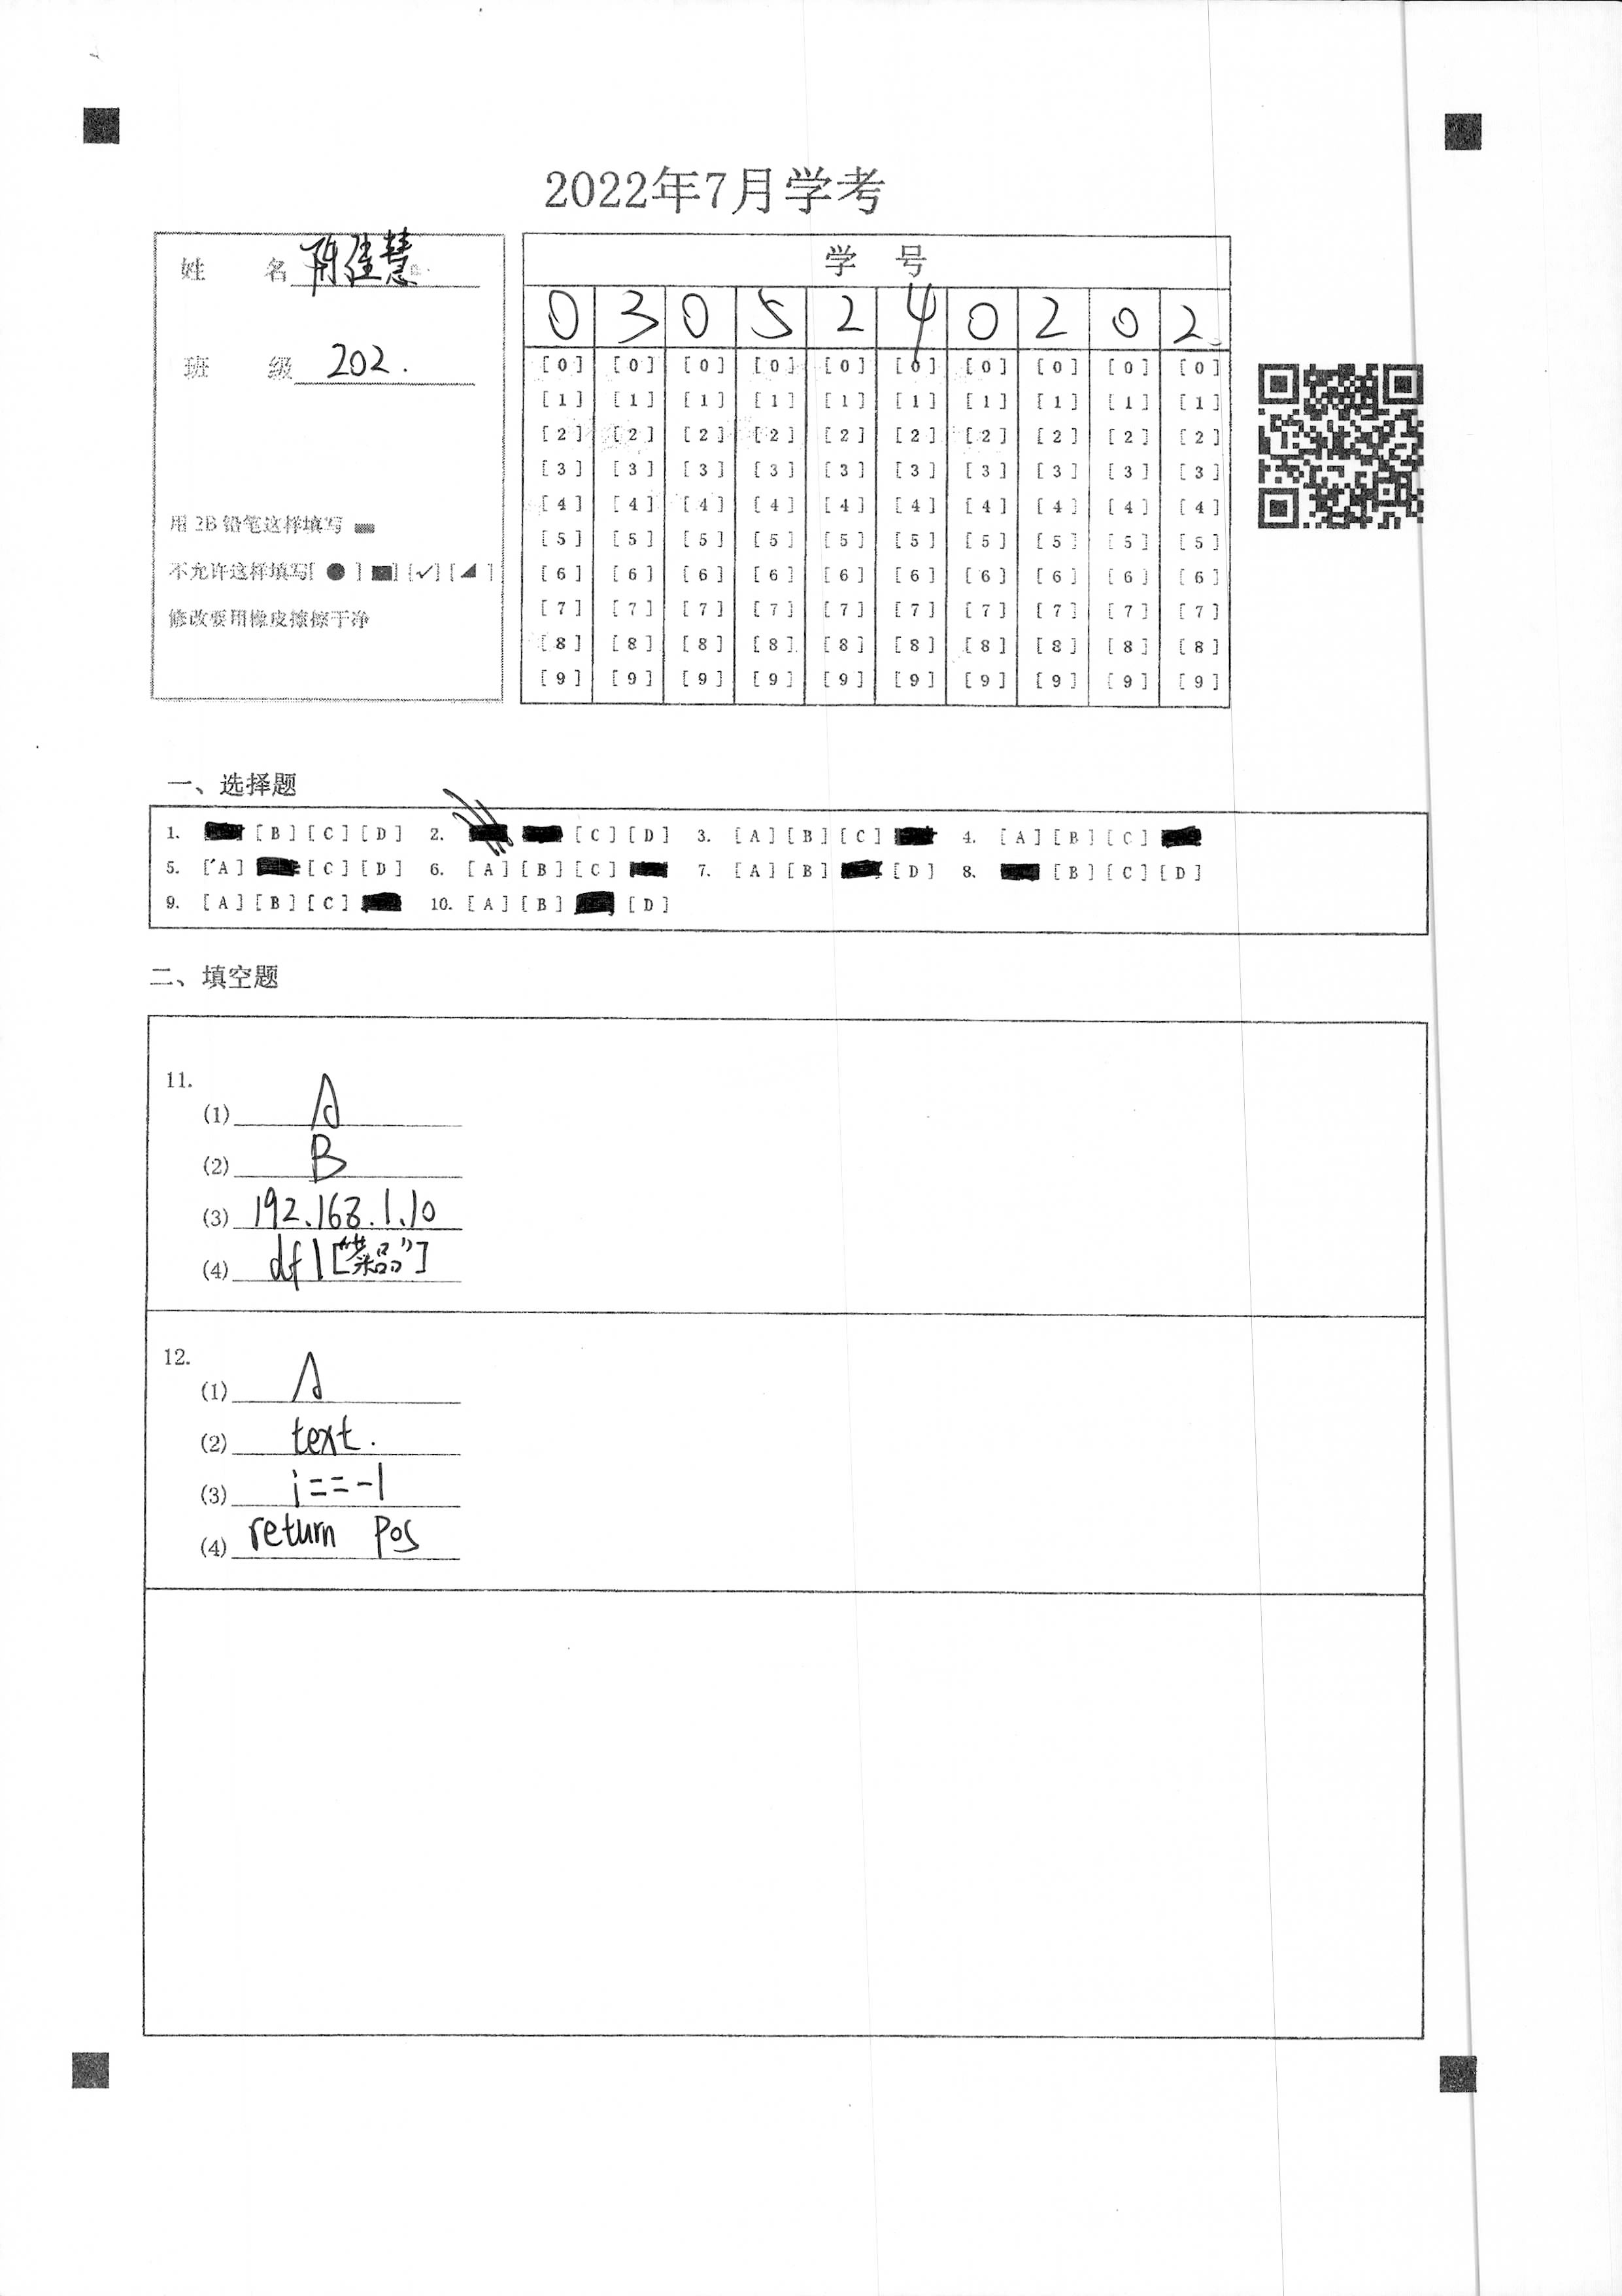 2022年7月学考
姓 名 陈佳慧
班 级 202.
用 2B 铅笔这样填写
不允许这样填写[ ● ] [■] [✓] [◢ ]
修改要用橡皮擦擦干净
学 号
0 3 0 5 2 4 0 2 0 2.
[0] [0] [0] [0] [0] [0] [0] [0] [0] [0]
[1] [1] [1] [1] [1] [1] [1] [1] [1] [1]
[2] [2] [2] [2] [2] [2] [2] [2] [2] [2]
[3] [3] [3] [3] [3] [3] [3] [3] [3] [3]
[4] [4] [4] [4] [4] [4] [4] [4] [4] [4]
[5] [5] [5] [5] [5] [5] [5] [5] [5] [5]
[6] [6] [6] [6] [6] [6] [6] [6] [6] [6]
[7] [7] [7] [7] [7] [7] [7] [7] [7] [7]
[8] [8] [8] [8] [8] [8] [8] [8] [8] [8]
[9] [9] [9] [9] [9] [9] [9] [9] [9] [9]
一、选择题
1. [B] [C] [D] 2. [C] [D] 3. [A] [B] [C] 4. [A] [B] [C]
5. [A] [C] [D] 6. [A] [B] [C] 7. [A] [B] [D] 8. [B] [C] [D]
9. [A] [B] [C] 10. [A] [B] [D]
二、填空题
11.
(1) A
(2) B
(3) 192.168.1.10
(4) df1["菜品"]
12.
(1) A
(2) text.
(3) i==-1
(4) return pos